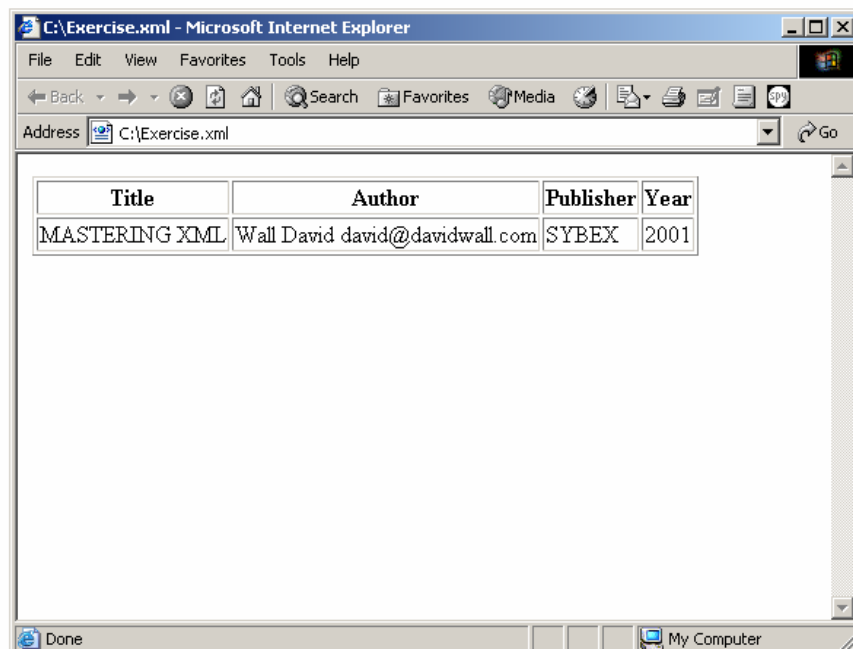 C:\Exercise.xml - Microsoft Internet Explorer
File Edit View Favorites Tools Help
Back Search Favorites Media SPY
Address C:\Exercise.xml Go
Title Author Publisher Year
MASTERING XML Wall David david@davidwall.com SYBEX 2001
Done My Computer